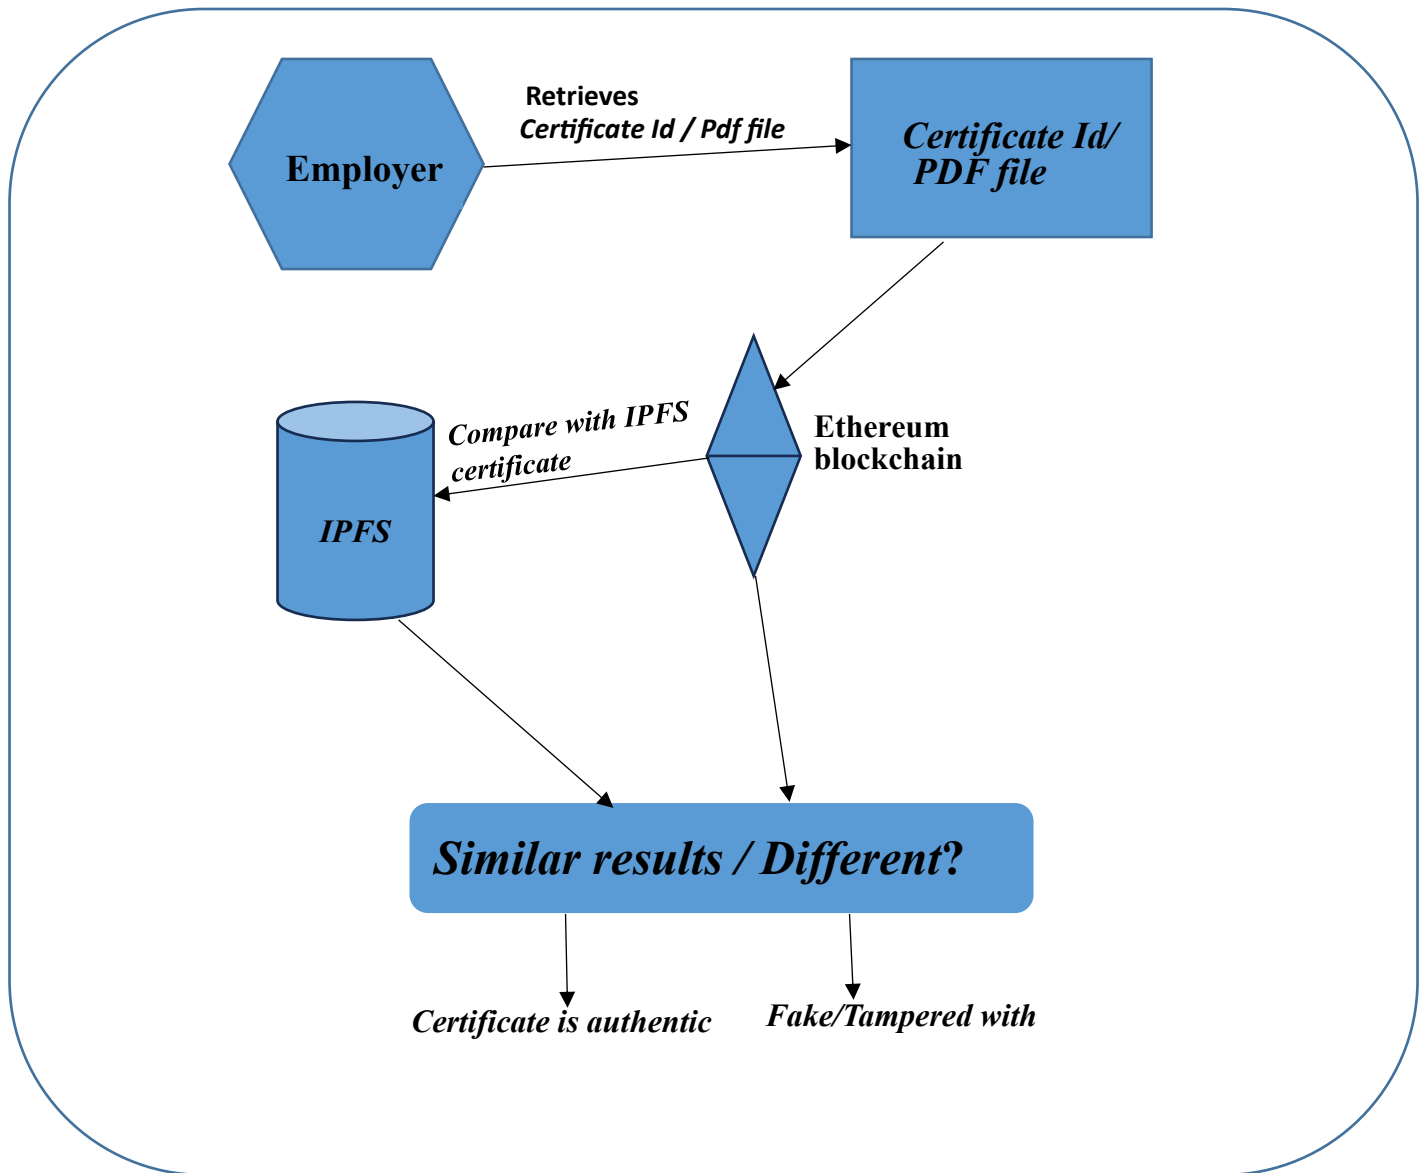 Retrieves
Certificate Id / Pdf file
Employer
Certificate Id/
PDF file
Ethereum
blockchain
Compare with IPFS
certificate
IPFS
Similar results / Different?
Certificate is authentic
Fake/Tampered with